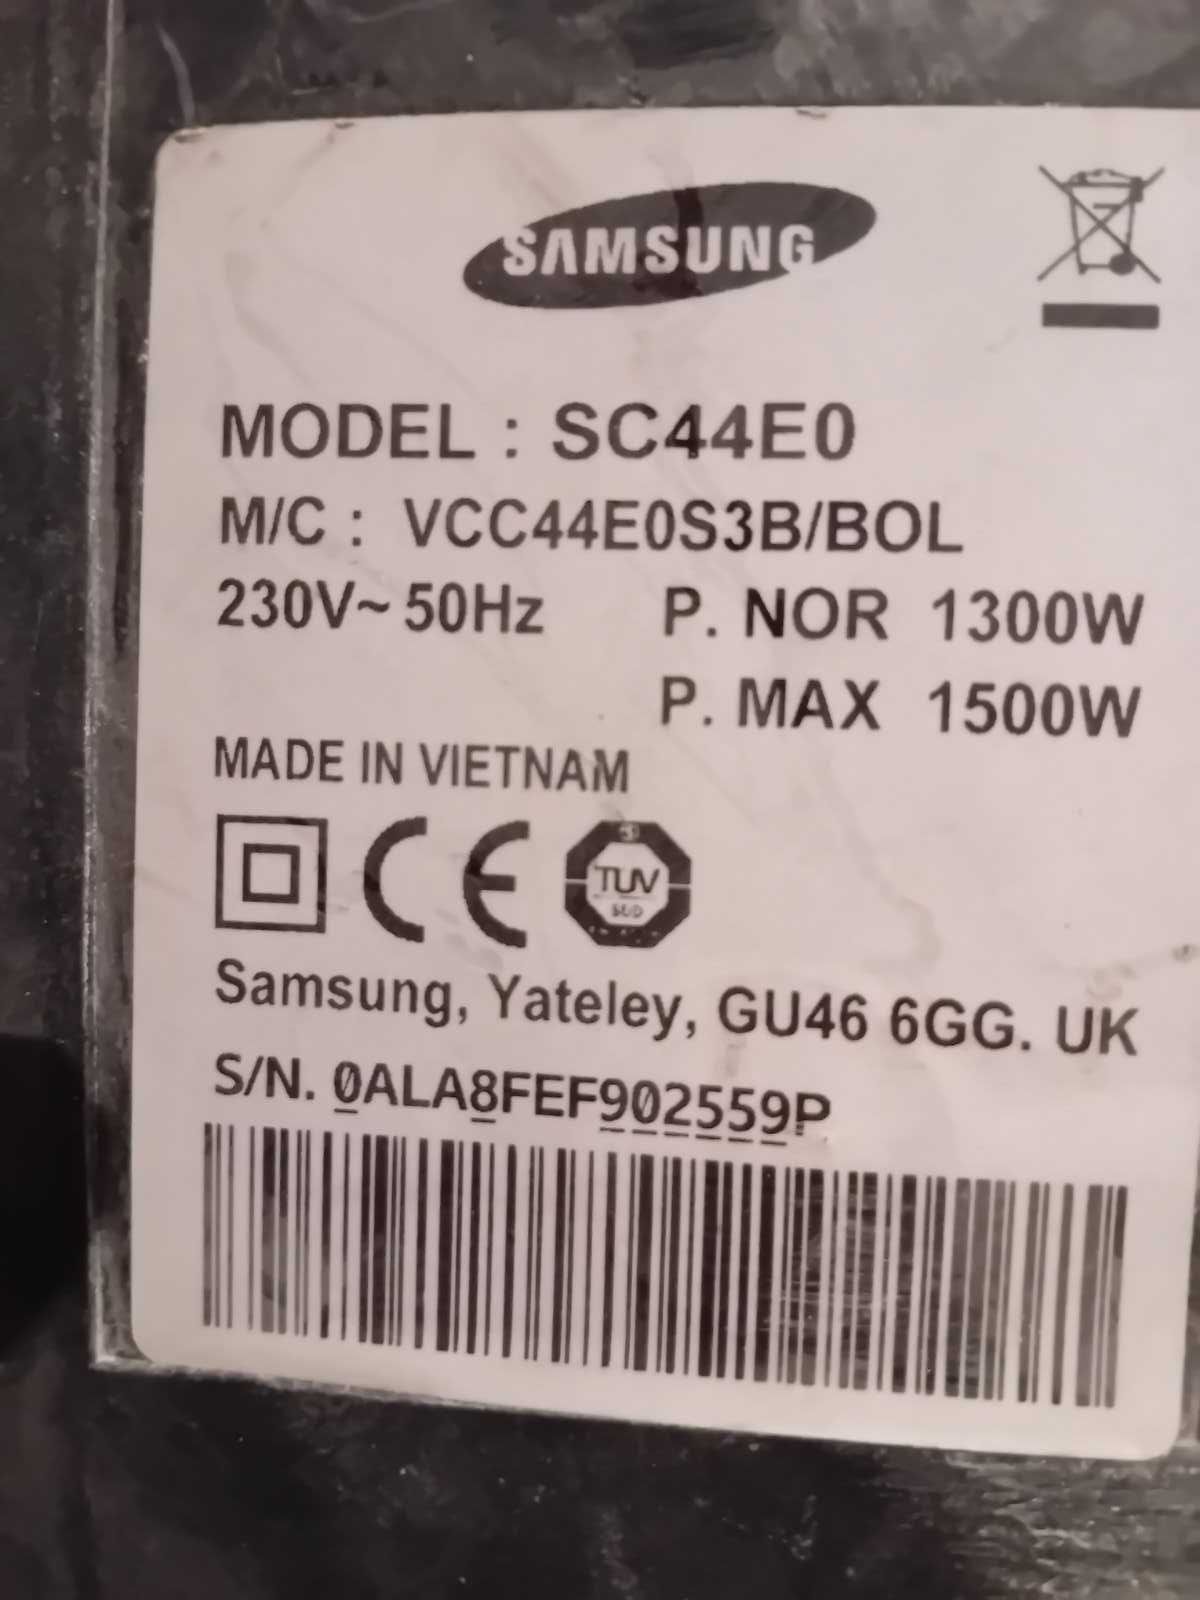 SAMSUNG
MODEL : SC44E0
M/C : VCC44E0S3B/BOL
230V~ 50Hz P. NOR 1300W
P. MAX 1500W
MADE IN VIETNAM
CE TUV
SUD
Samsung, Yateley, GU46 6GG. UK
S/N. 0ALA8FEF902559P